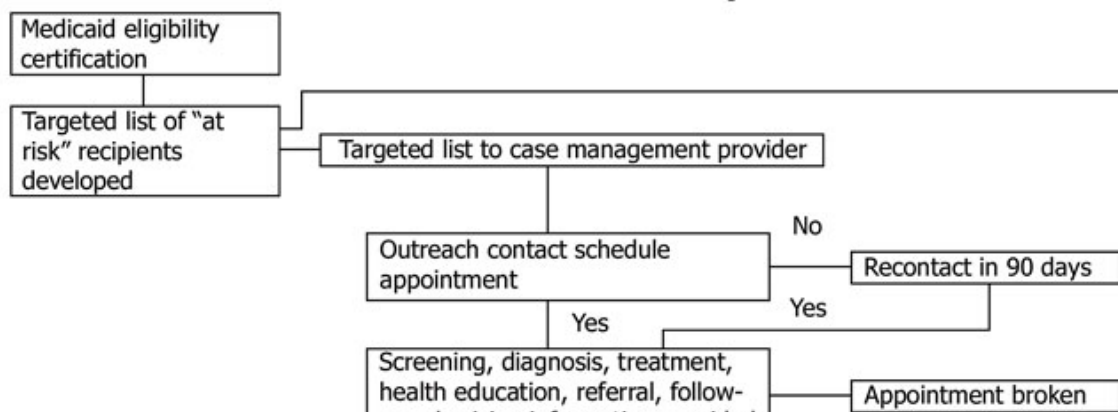 Medicaid eligibility
certification
Targeted list of “at
risk” recipients
developed
Targeted list to case management provider
No
Outreach contact schedule
appointment
Recontact in 90 days
Yes
Yes
Screening, diagnosis, treatment,
health education, referral, follow-
Appointment broken